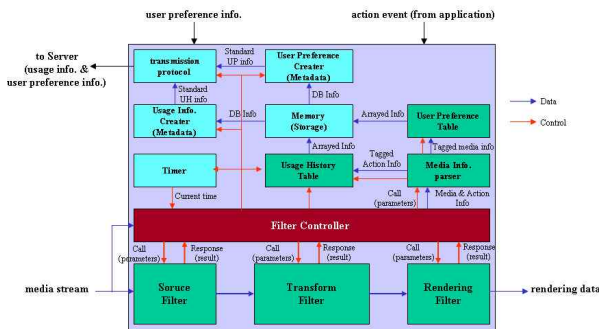 user preference info.
action event (from application)
to Server
(usage info. &
user preference info.)
transmission
protocol
Standard
UP info
User Preference
Creater
(Metadata)
Standard
UH info
DB Info
Usage Info.
Creater
(Metadata)
DB Info
Memory
(Storage)
Arrayed Info
User Preference
Table
Data
Control
Arrayed Info
Tagged media info
Timer
Usage History
Table
Tagged
Action Info
Media Info.
parser
Current time
Call
(parameters)
Media & Action
Info
Filter Controller
Call
(parameters)
Response
(result)
Call
(parameters)
Response
(result)
Call
(parameters)
Response
(result)
media stream
Soruce
Filter
Transform
Filter
Rendering
Filter
rendering data